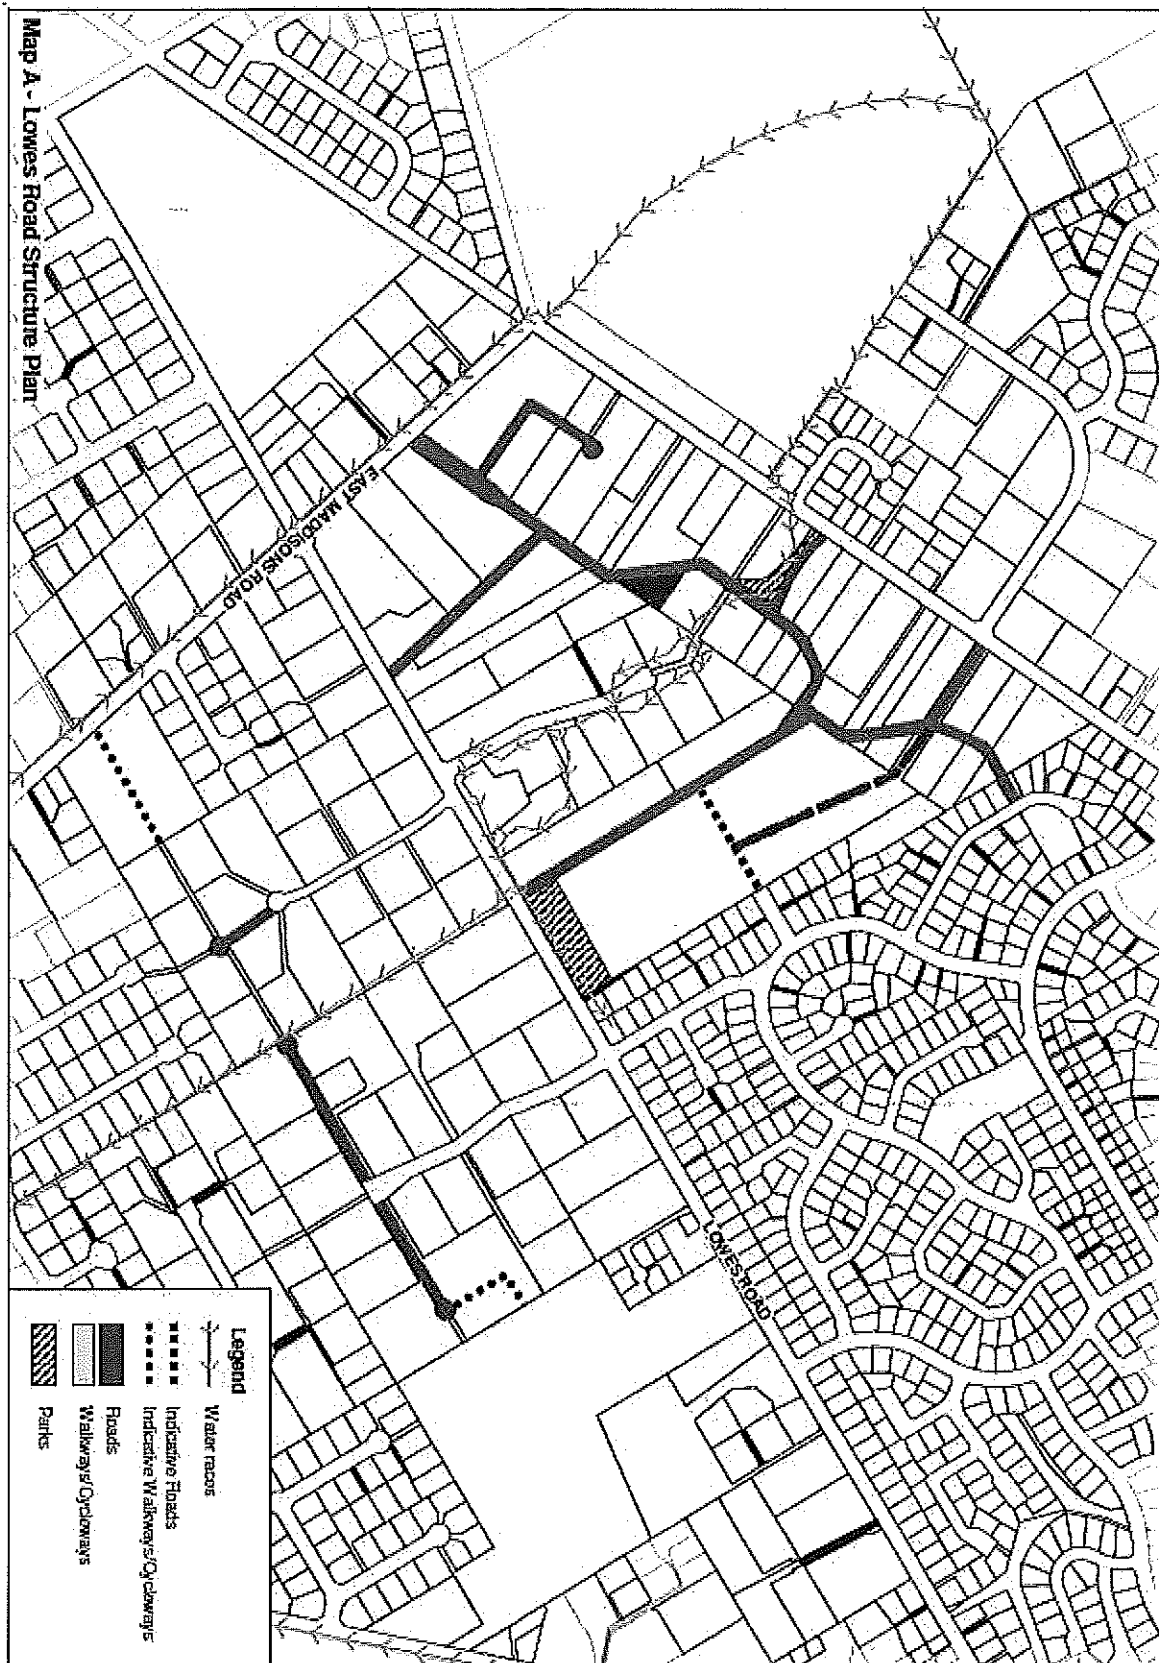 Map A - Lowes Road Structure Plan
EAST MADDISONS ROAD
LOWES ROAD
Legend
Water races
Indicative Roads
Indicative Walkways/Cycleways
Roads
Walkways/Cycleways
Parks